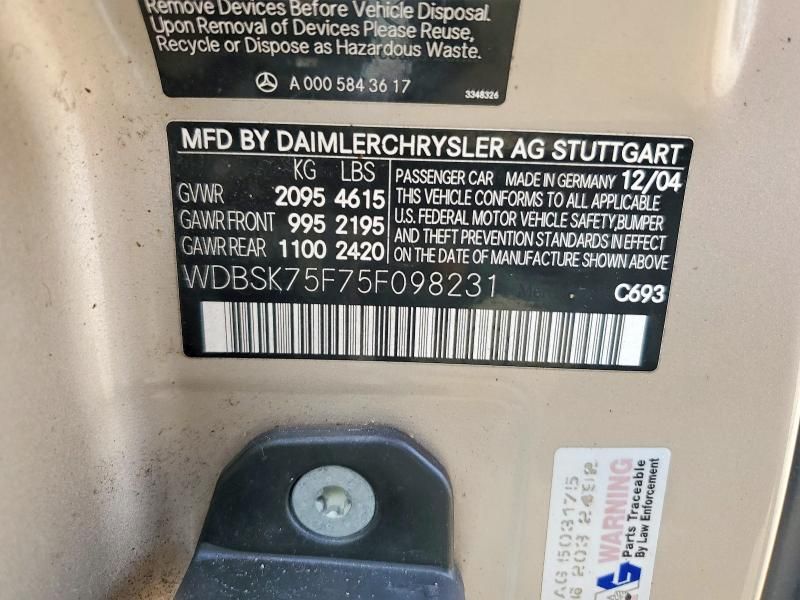 Remove Devices Before Vehicle Disposal.
Upon Removal of Devices Please Reuse,
Recycle or Dispose as Hazardous Waste.
A 000 584 36 17
3348326
MFD BY DAIMLERCHRYSLER AG STUTTGART
KG LBS
GVWR 2095 4615
GAWR FRONT 995 2195
GAWR REAR 1100 2420
PASSENGER CAR MADE IN GERMANY 12/04
THIS VEHICLE CONFORMS TO ALL APPLICABLE
U.S. FEDERAL MOTOR VEHICLE SAFETY,BUMPER
AND THEFT PREVENTION STANDARDS IN EFFECT
ON THE DATE OF MANUFACTURE SHOWN ABOVE.
WDBSK75F75F098231
C693
WARNING
Parts Traceable
By Law Enforcement